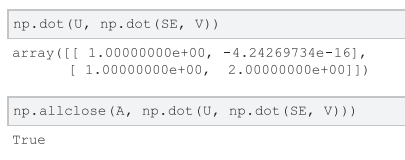 np.dot(U, np.dot(SE, V))
array([[ 1.00000000e+00, -4.24269734e-16],
       [ 1.00000000e+00,  2.00000000e+00]])
np.allclose(A, np.dot(U, np.dot(SE, V)))
True